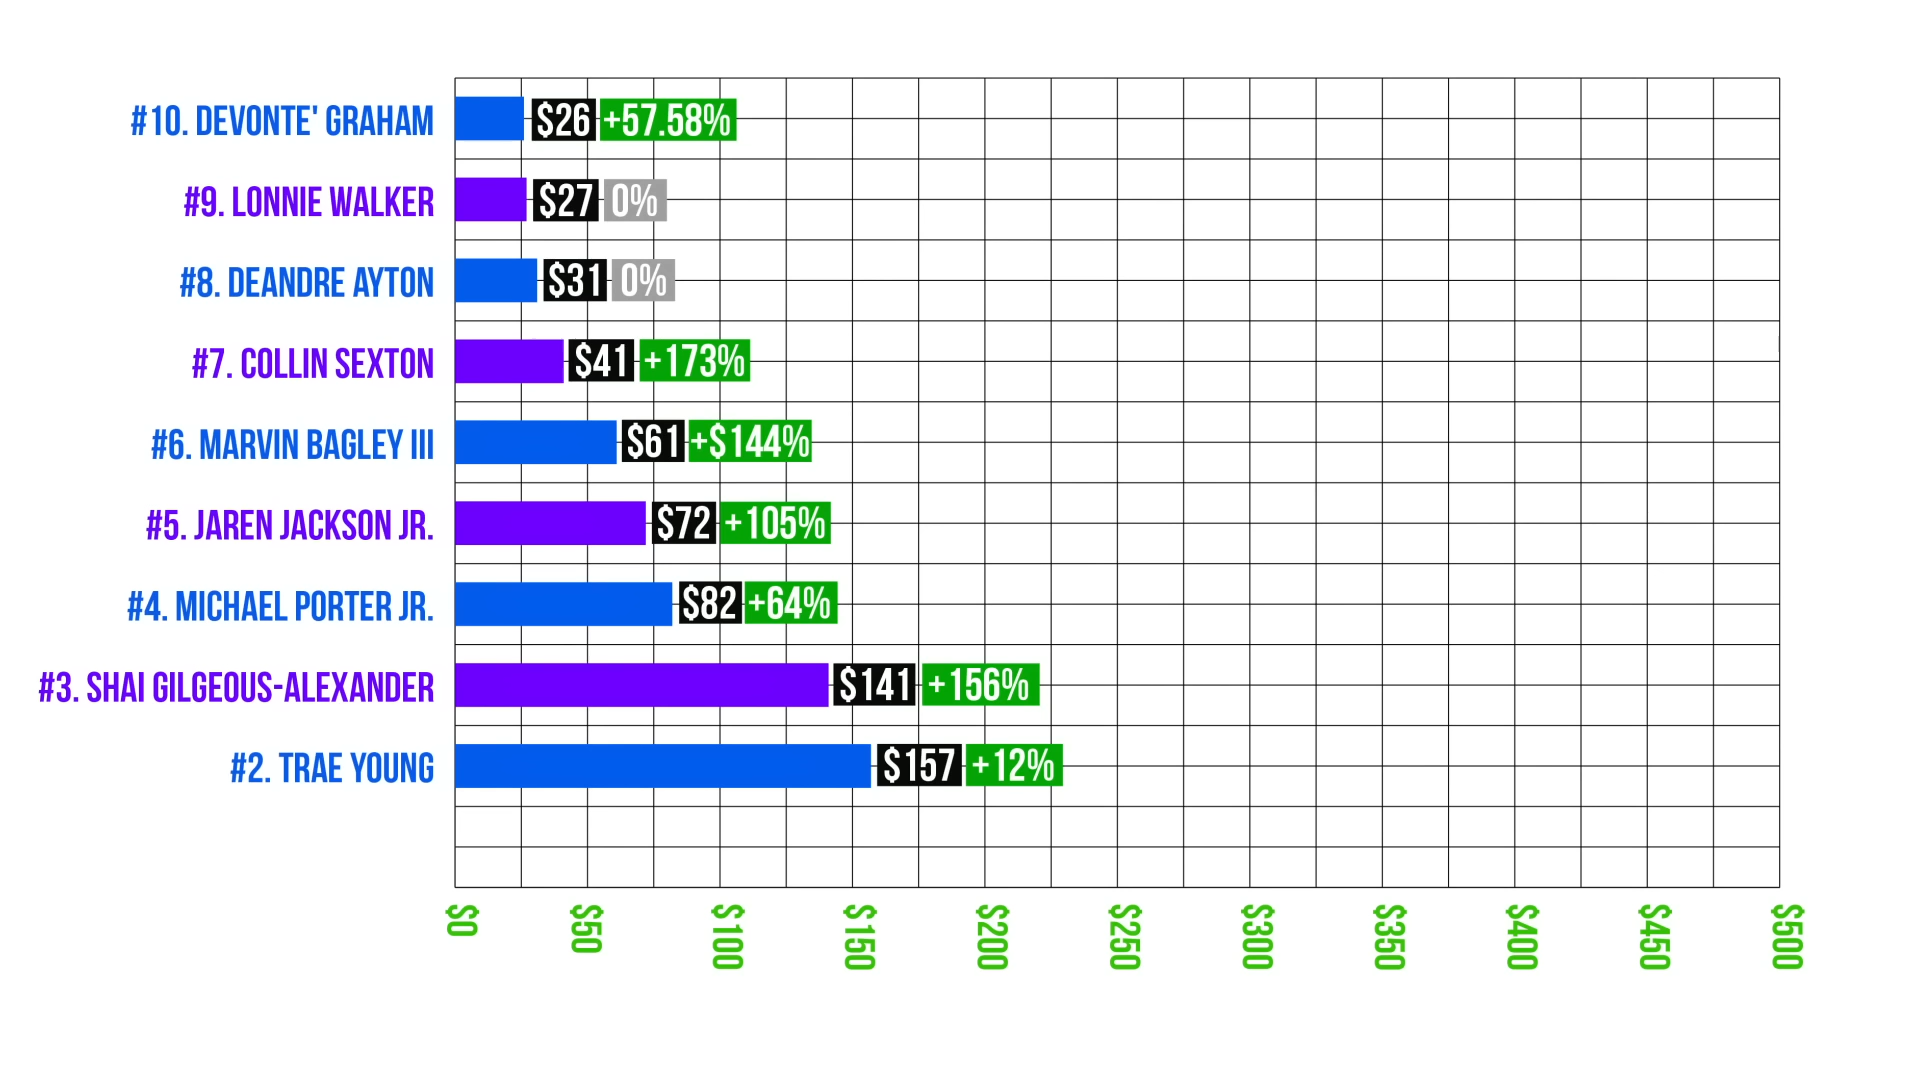 #10. DEVONTE' GRAHAM $26 +57.58%
#9. LONNIE WALKER $27 0%
#8. DEANDRE AYTON $31 0%
#7. COLLIN SEXTON $41 +173%
#6. MARVIN BAGLEY III $61 +$144%
#5. JAREN JACKSON JR. $72 +105%
#4. MICHAEL PORTER JR. $82 +64%
#3. SHAI GILGEOUS-ALEXANDER $141 +156%
#2. TRAE YOUNG $157 +12%
$0 $50 $100 $150 $200 $250 $300 $350 $400 $450 $500